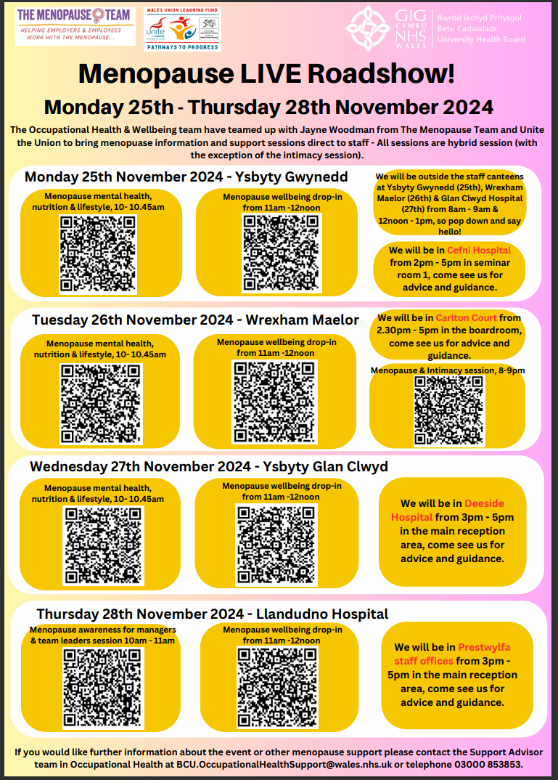 THE MENOPAUSE TEAM
HELPING EMPLOYERS & EMPLOYEES
WORK WITH THE MENOPAUSE...
WALES UNION LEARNING FUND
unite
PATHWAYS TO PROGRESS
GIG
CYMRU
NHS
WALES
Bwrdd Iechyd Prifysgol
Betsi Cadwaladr
University Health Board
Menopause LIVE Roadshow!
Monday 25th - Thursday 28th November 2024
The Occupational Health & Wellbeing team have teamed up with Jayne Woodman from The Menopause Team and Unite
the Union to bring menopuase information and support sessions direct to staff - All sessions are hybrid session (with
the exception of the intimacy session).
Monday 25th November 2024 - Ysbyty Gwynedd
Menopause mental health,
nutrition & lifestyle, 10- 10.45am
Menopause wellbeing drop-in
from 11am -12noon
We will be outside the staff canteens
at Ysbyty Gwynedd (25th), Wrexham
Maelor (26th) & Glan Clwyd Hospital
(27th) from 8am - 9am &
12noon - 1pm, so pop down and say
hello!
We will be in Cefni Hospital
from 2pm - 5pm in seminar
room 1, come see us for
advice and guidance.
Tuesday 26th November 2024 - Wrexham Maelor
Menopause mental health,
nutrition & lifestyle, 10- 10.45am
Menopause wellbeing drop-in
from 11am -12noon
We will be in Carlton Court from
2.30pm - 5pm in the boardroom,
come see us for advice and
guidance.
Menopause & Intimacy session, 8-9pm
Wednesday 27th November 2024 - Ysbyty Glan Clwyd
Menopause mental health,
nutrition & lifestyle, 10- 10.45am
Menopause wellbeing drop-in
from 11am -12noon
We will be in Deeside
Hospital from 3pm - 5pm
in the main reception
area, come see us for
advice and guidance.
Thursday 28th November 2024 - Llandudno Hospital
Menopause awareness for managers
& team leaders session 10am - 11am
Menopause wellbeing drop-in
from 11am -12noon
We will be in Prestwylfa
staff offices from 3pm -
5pm in the main reception
area, come see us for
advice and guidance.
If you would like further information about the event or other menopause support please contact the Support Advisor
team in Occupational Health at BCU.OccupationalHealthSupport@wales.nhs.uk or telephone 03000 853853.